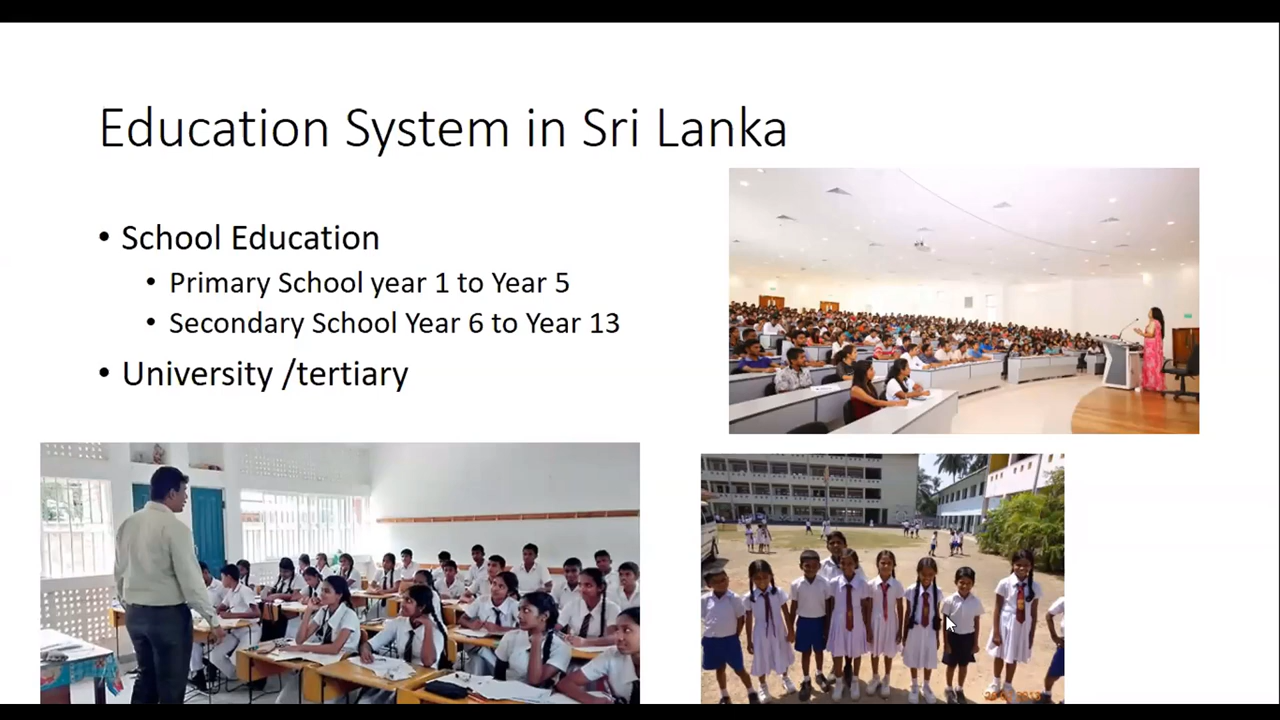 Education System in Sri Lanka
• School Education
• Primary School year 1 to Year 5
• Secondary School Year 6 to Year 13
• University /tertiary